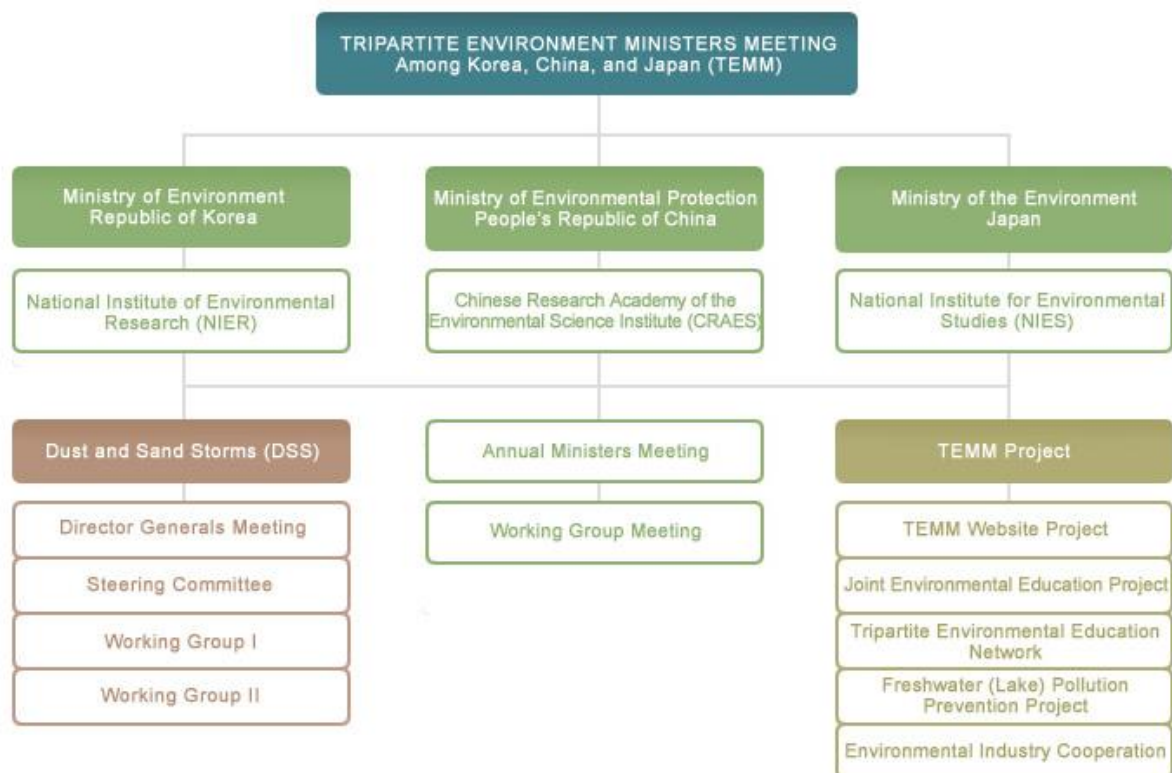 TRIPARTITE ENVIRONMENT MINISTERS MEETING
Among Korea, China, and Japan (TEMM)
Ministry of Environment
Republic of Korea
Ministry of Environmental Protection
People's Republic of China
Ministry of the Environment
Japan
National Institute of Environmental
Research (NIER)
Chinese Research Academy of the
Environmental Science Institute (CRAES)
National Institute for Environmental
Studies (NIES)
Dust and Sand Storms (DSS)
Annual Ministers Meeting
TEMM Project
Director Generals Meeting
Steering Committee
Working Group I
Working Group II
Working Group Meeting
TEMM Website Project
Joint Environmental Education Project
Tripartite Environmental Education
Network
Freshwater (Lake) Pollution
Prevention Project
Environmental Industry Cooperation